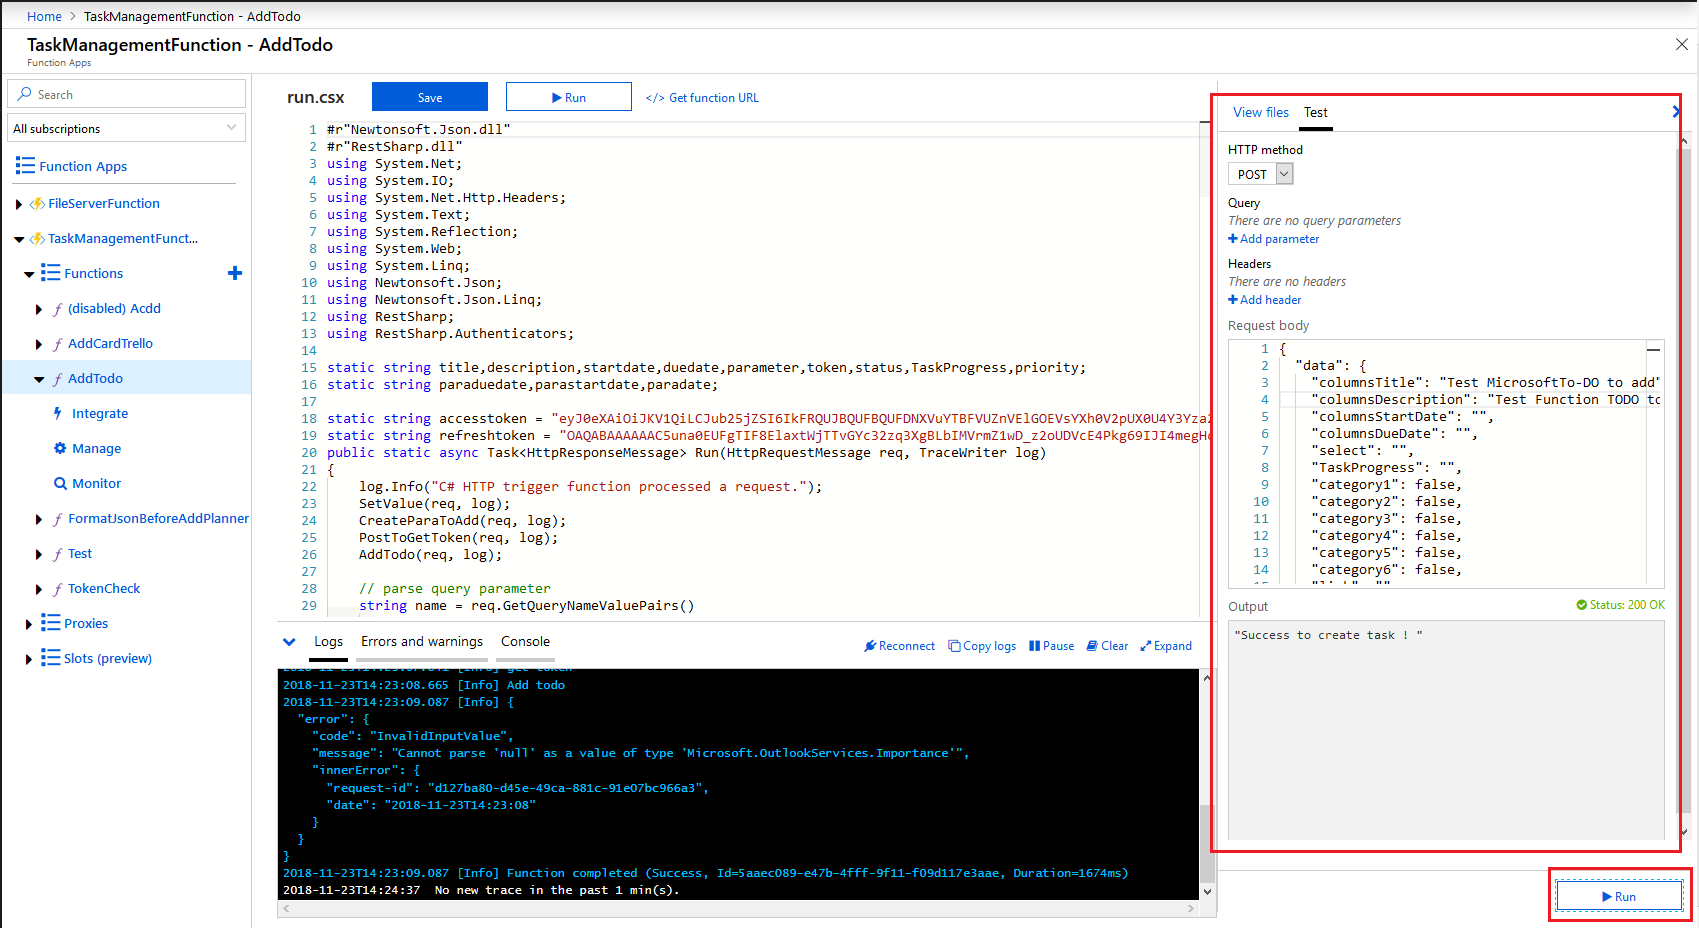 Home > TaskManagementFunction - AddTodo
TaskManagementFunction - AddTodo
Function Apps
Search
All subscriptions
Function Apps
FileServerFunction
TaskManagementFunct...
Functions
f (disabled) Acdd
f AddCardTrello
f AddTodo
Integrate
Manage
Monitor
f FormatJsonBeforeAddPlanner
f Test
f TokenCheck
Proxies
Slots (preview)
run.csx
Save
Run
</> Get function URL
1 #r"Newtonsoft.Json.dll"
2 #r"RestSharp.dll"
3 using System.Net;
4 using System.IO;
5 using System.Net.Http.Headers;
6 using System.Text;
7 using System.Reflection;
8 using System.Web;
9 using System.Linq;
10 using Newtonsoft.Json;
11 using Newtonsoft.Json.Linq;
12 using RestSharp;
13 using RestSharp.Authenticators;
14
15 static string title,description,startdate,duedate,parameter,token,status,TaskProgress,priority;
16 static string paraduedate,parastartdate,paradate;
17
18 static string accesstoken =
19 static string refreshtoken =
20 public static async Task<HttpResponseMessage> Run(HttpRequestMessage req, TraceWriter log)
21 {
22 log.Info("C# HTTP trigger function processed a request.");
23 SetValue(req, log);
24 CreateParaToAdd(req, log);
25 PostToGetToken(req, log);
26 AddTodo(req, log);
27
28 // parse query parameter
29 string name = req.GetQueryNameValuePairs()
Logs
Errors and warnings
Console
Reconnect
Copy logs
Pause
Clear
Expand
2018-11-23T14:23:08.665 [Info] Add todo
2018-11-23T14:23:09.087 [Info] {
"error": {
"code": "InvalidInputValue",
"message": "Cannot parse 'null' as a value of type 'Microsoft.OutlookServices.Importance'",
"innerError": {
"request-id": "d127ba80-d45e-49ca-881c-91e07bc966a3",
"date": "2018-11-23T14:23:08"
}
}
}
2018-11-23T14:23:09.087 [Info] Function completed (Success, Id=5aaec089-e47b-4fff-9f11-f09d117e3aae, Duration=1674ms)
2018-11-23T14:24:37 No new trace in the past 1 min(s).
View files
Test
HTTP method
POST
Query
There are no query parameters
Add parameter
Headers
There are no headers
Add header
Request body
1 {
2 "data": {
3 "columnsTitle": "Test MicrosoftTo-DO to add"
4 "columnsDescription": "Test Function TODO to
5 "columnsStartDate": "",
6 "columnsDueDate": "",
7 "select": "",
8 "TaskProgress": "",
9 "category1": false,
10 "category2": false,
11 "category3": false,
12 "category4": false,
13 "category5": false,
14 "category6": false,
Output
Status: 200 OK
"Success to create task ! "
Run